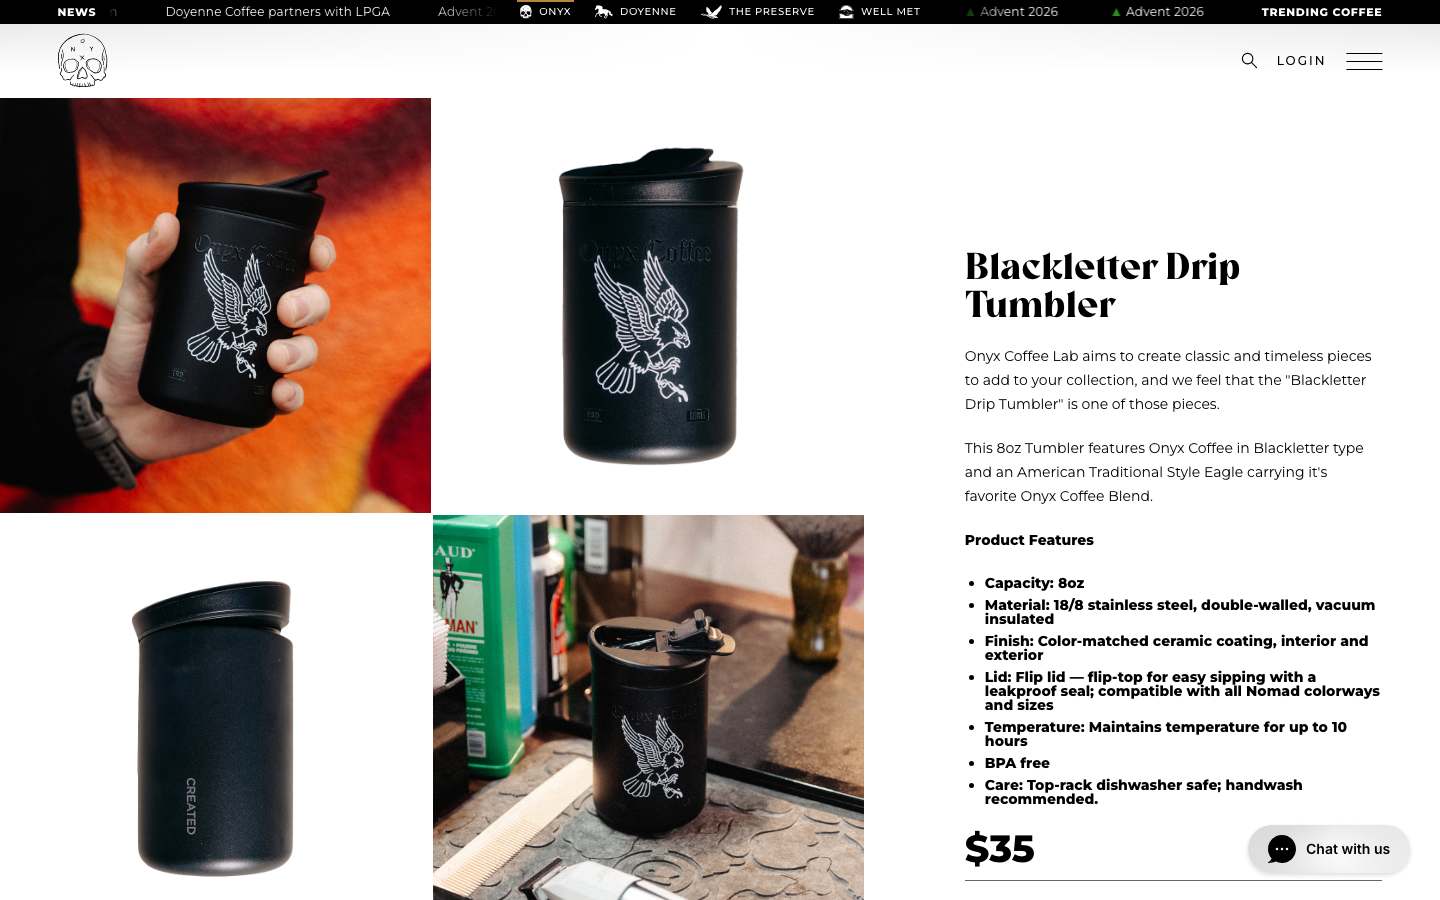 NEWS
Doyenne Coffee partners with LPGA
Advent 2
ONYX
DOYENNE
THE PRESERVE
WELL MET
Advent 2026
Advent 2026
TRENDING COFFEE
O
N Y
X
LOGIN
Onyx Coffee
Onyx Coffee
Blackletter Drip
Tumbler
Onyx Coffee Lab aims to create classic and timeless pieces
to add to your collection, and we feel that the "Blackletter
Drip Tumbler" is one of those pieces.
This 8oz Tumbler features Onyx Coffee in Blackletter type
and an American Traditional Style Eagle carrying it's
favorite Onyx Coffee Blend.
Product Features
Capacity: 8oz
Material: 18/8 stainless steel, double-walled, vacuum
insulated
Finish: Color-matched ceramic coating, interior and
exterior
Lid: Flip lid — flip-top for easy sipping with a
leakproof seal; compatible with all Nomad colorways
and sizes
Temperature: Maintains temperature for up to 10
hours
BPA free
Care: Top-rack dishwasher safe; handwash
recommended.
$35
Chat with us
CREATED
AUD
MAN